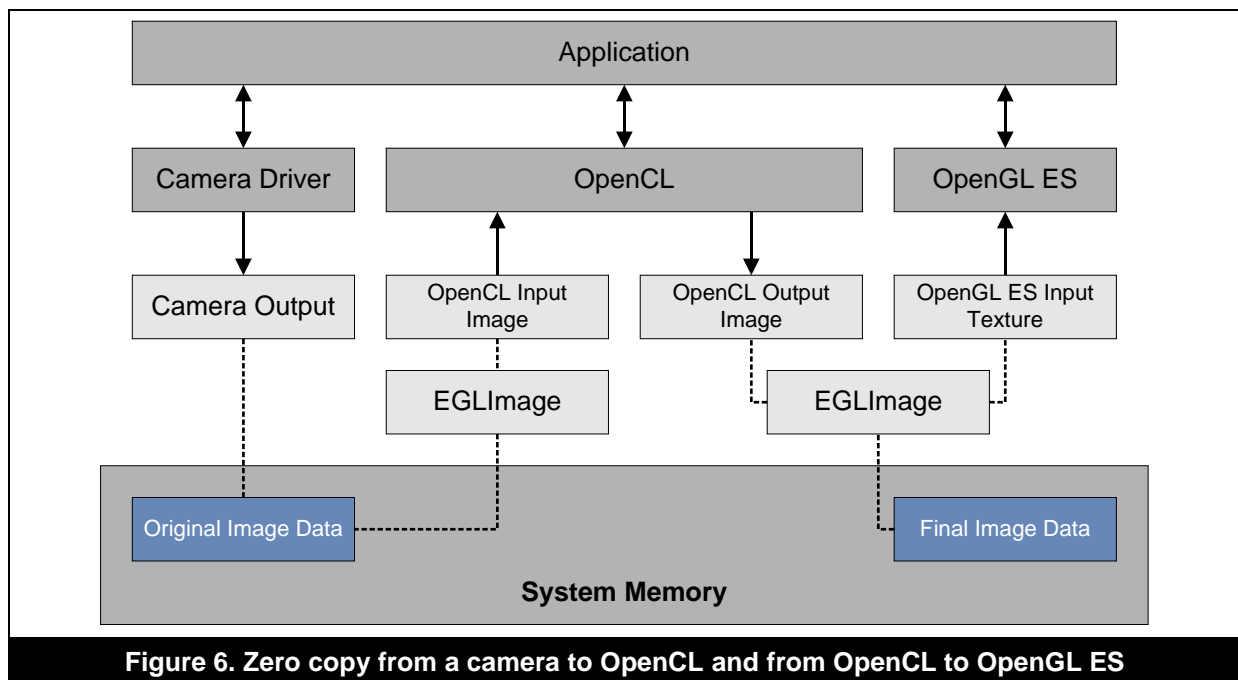 Application
Camera Driver
OpenCL
OpenGL ES
Camera Output
OpenCL Input
Image
OpenCL Output
Image
OpenGL ES Input
Texture
EGLImage
EGLImage
Original Image Data
Final Image Data
System Memory
Figure 6. Zero copy from a camera to OpenCL and from OpenCL to OpenGL ES